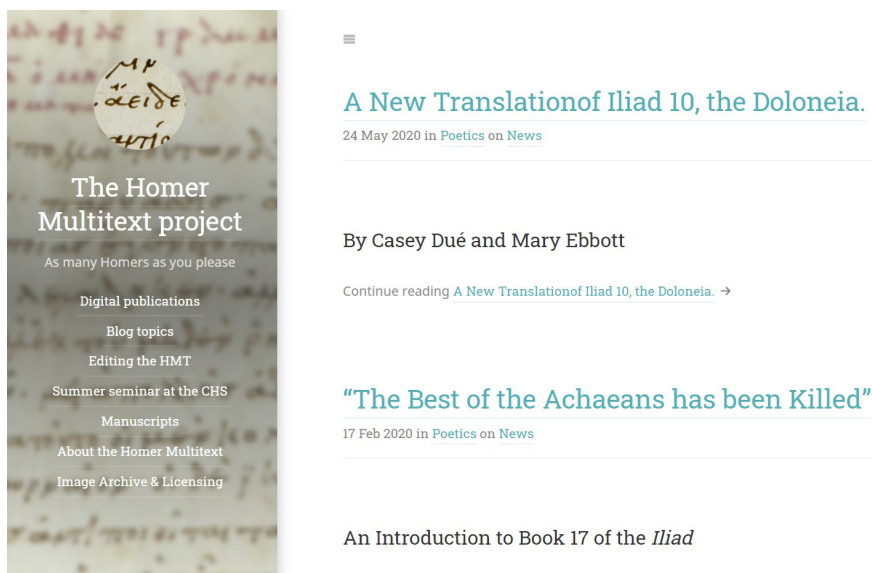 ἄειδε
The Homer
Multitext project
As many Homers as you please
Digital publications
Blog topics
Editing the HMT
Summer seminar at the CHS
Manuscripts
About the Homer Multitext
Image Archive & Licensing
A New Translationof Iliad 10, the Doloneia.
24 May 2020 in Poetics on News
By Casey Dué and Mary Ebbott
Continue reading A New Translationof Iliad 10, the Doloneia. →
“The Best of the Achaeans has been Killed”
17 Feb 2020 in Poetics on News
An Introduction to Book 17 of the Iliad